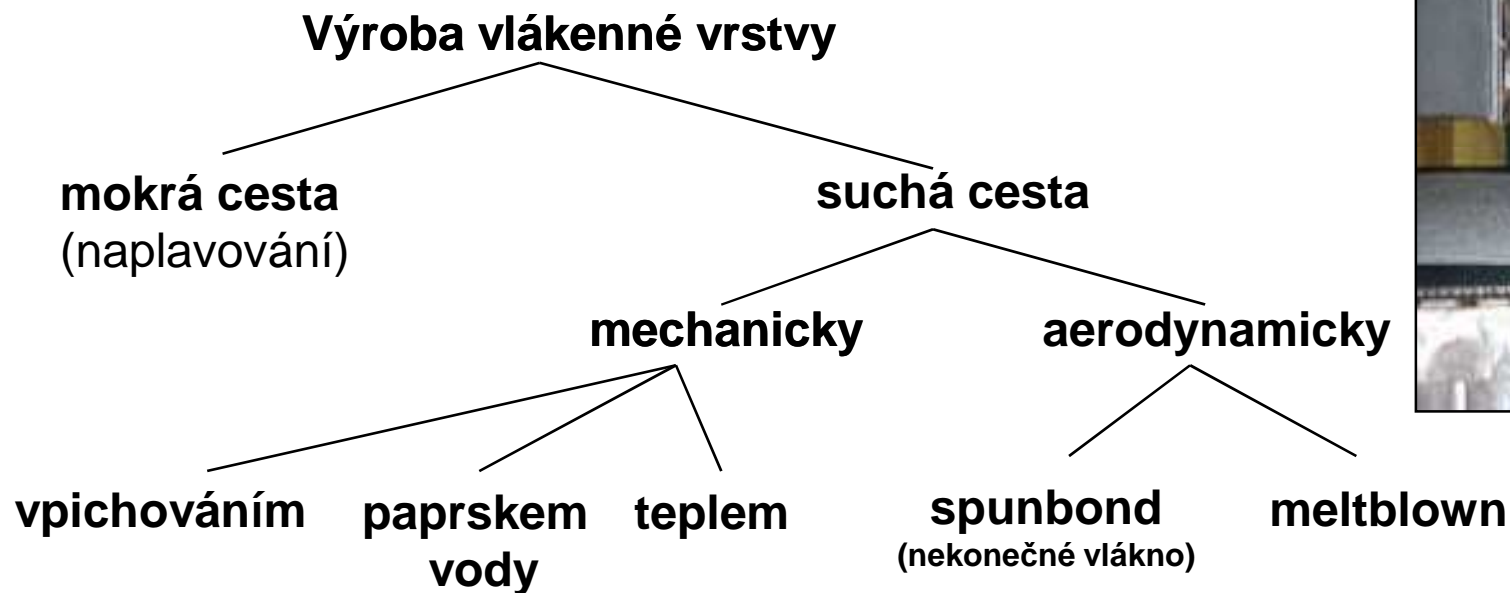 Výroba vlákenné vrstvy
mokrá cesta
(naplavování)
suchá cesta
mechanicky
aerodynamicky
vpichováním
paprskem
vody
teplem
spunbond
(nekonečné vlákno)
meltblown